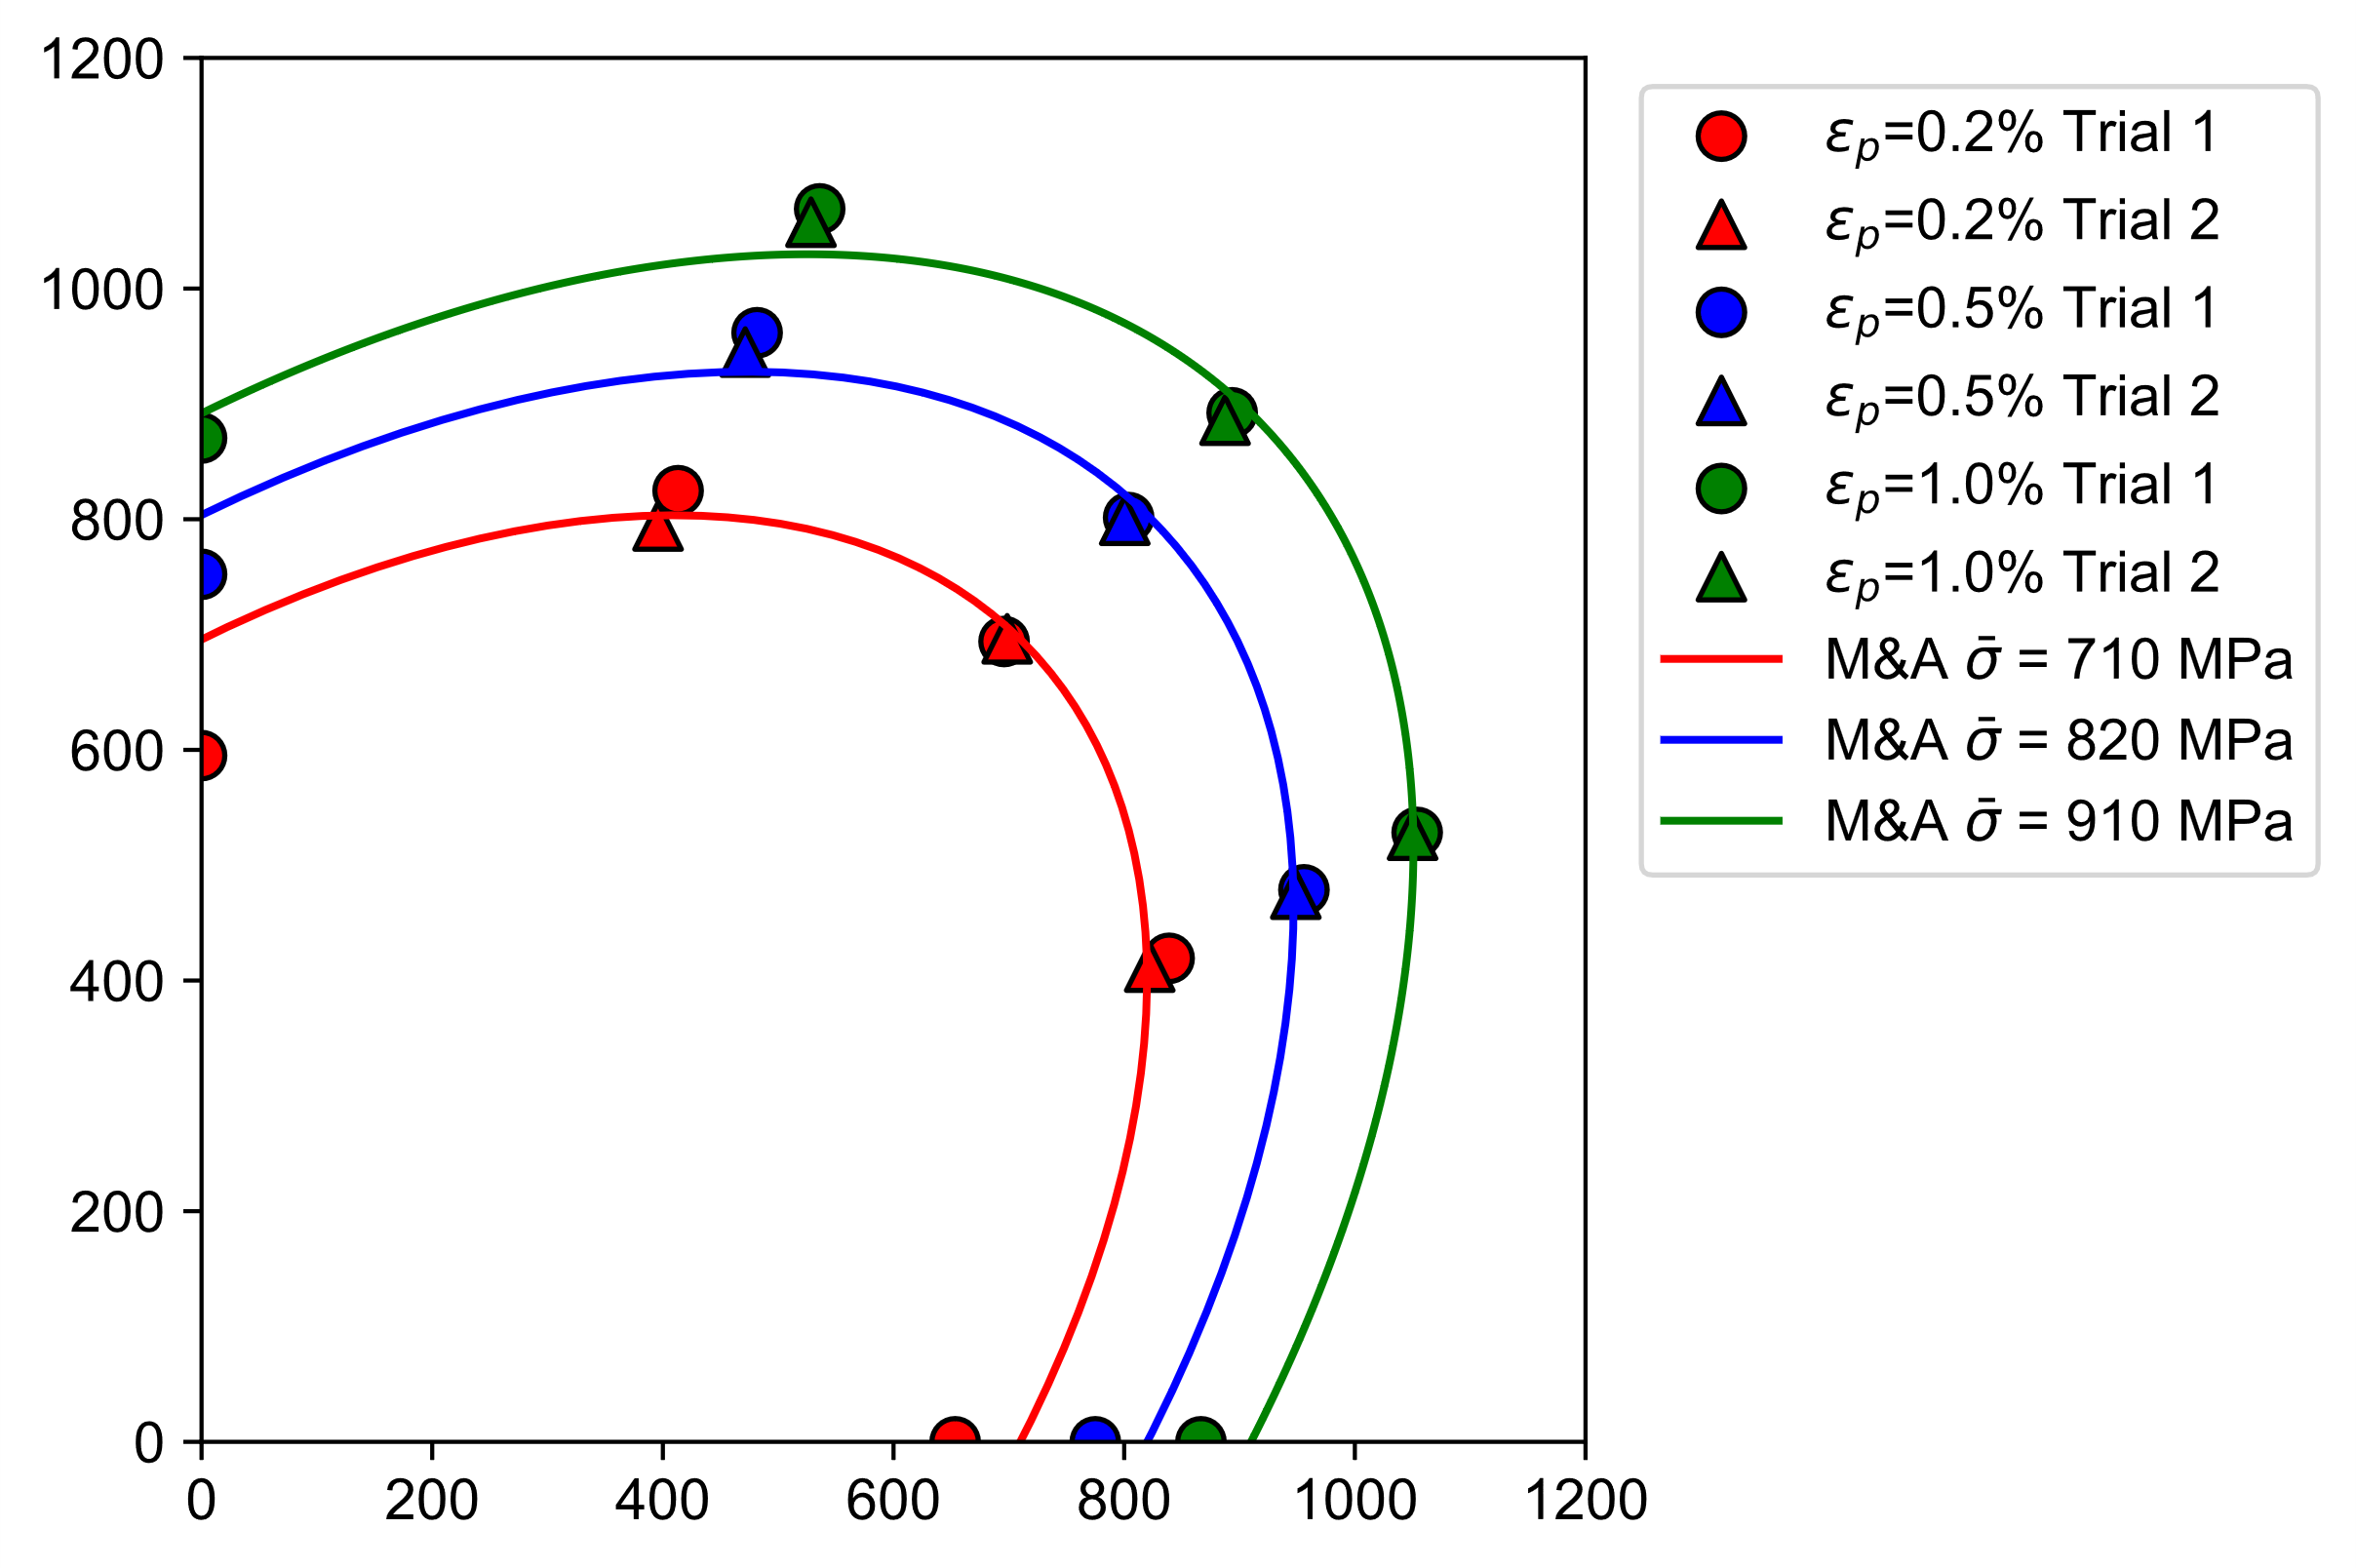 1200
1000
800
600
400
200
0
0 200 400 600 800 1000 1200
εp=0.2% Trial 1
εp=0.2% Trial 2
εp=0.5% Trial 1
εp=0.5% Trial 2
εp=1.0% Trial 1
εp=1.0% Trial 2
M&A σ̄ = 710 MPa
M&A σ̄ = 820 MPa
M&A σ̄ = 910 MPa